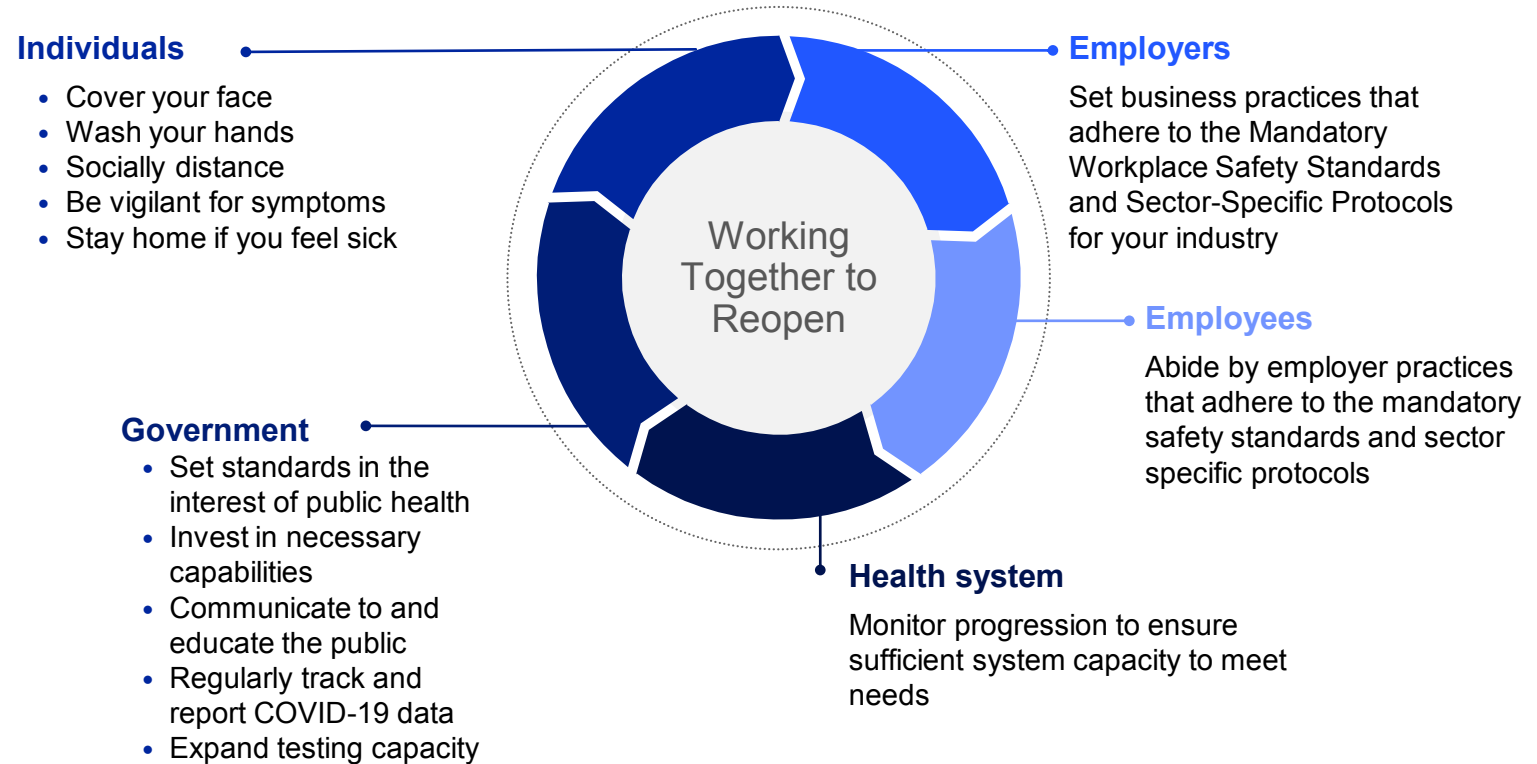 Individuals
• Cover your face
• Wash your hands
• Socially distance
• Be vigilant for symptoms
• Stay home if you feel sick
Employers
Set business practices that
adhere to the Mandatory
Workplace Safety Standards
and Sector-Specific Protocols
for your industry
Working
Together to
Reopen
Employees
Abide by employer practices
that adhere to the mandatory
safety standards and sector
specific protocols
Government
• Set standards in the
interest of public health
• Invest in necessary
capabilities
• Communicate to and
educate the public
• Regularly track and
report COVID-19 data
• Expand testing capacity
Health system
Monitor progression to ensure
sufficient system capacity to meet
needs